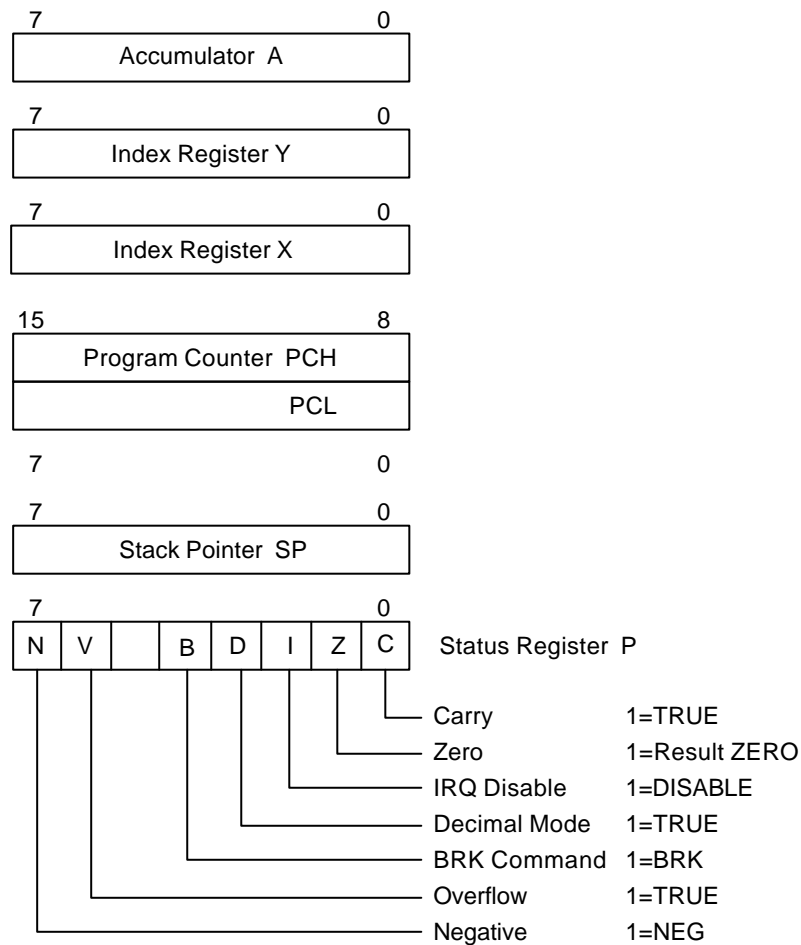 7 0
Accumulator A
7 0
Index Register Y
7 0
Index Register X
15 8
Program Counter PCH
PCL
7 0
7 0
Stack Pointer SP
7 0
N V B D I Z C Status Register P
Carry 1=TRUE
Zero 1=Result ZERO
IRQ Disable 1=DISABLE
Decimal Mode 1=TRUE
BRK Command 1=BRK
Overflow 1=TRUE
Negative 1=NEG